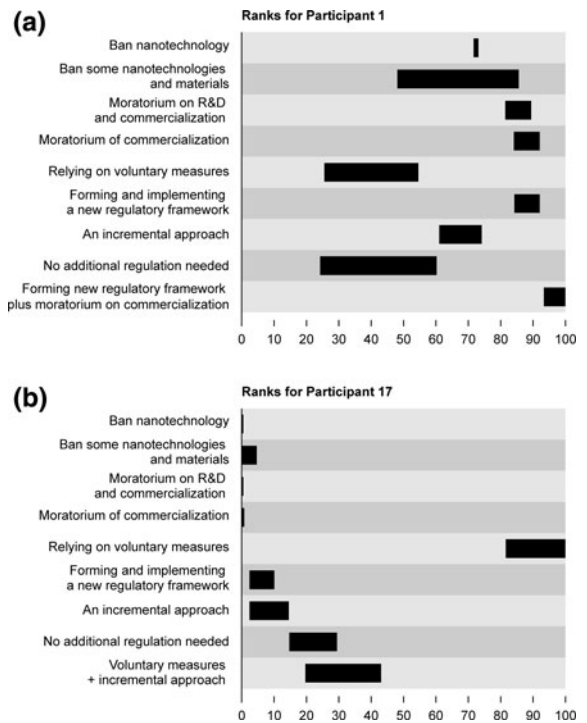 (a)
Ranks for Participant 1
Ban nanotechnology
Ban some nanotechnologies
and materials
Moratorium on R&D
and commercialization
Moratorium of commercialization
Relying on voluntary measures
Forming and implementing
a new regulatory framework
An incremental approach
No additional regulation needed
Forming new regulatory framework
plus moratorium on commercialization
0 10 20 30 40 50 60 70 80 90 100
(b)
Ranks for Participant 17
Ban nanotechnology
Ban some nanotechnologies
and materials
Moratorium on R&D
and commercialization
Moratorium of commercialization
Relying on voluntary measures
Forming and implementing
a new regulatory framework
An incremental approach
No additional regulation needed
Voluntary measures
+ incremental approach
0 10 20 30 40 50 60 70 80 90 100